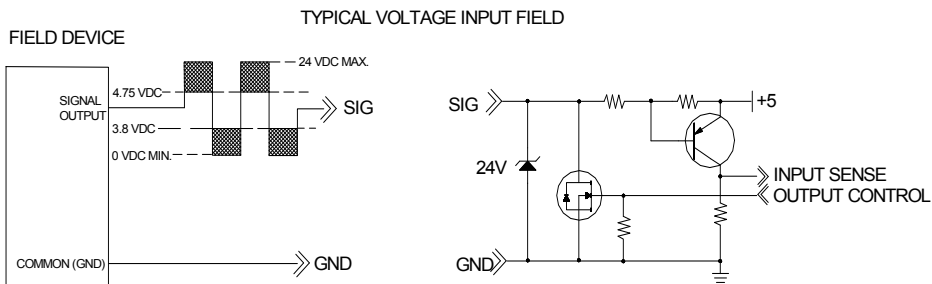 TYPICAL VOLTAGE INPUT FIELD
FIELD DEVICE
24 VDC MAX.
4.75 VDC
SIGNAL
OUTPUT
SIG
3.8 VDC
0 VDC MIN.
COMMON (GND)
GND
SIG
+5
24V
INPUT SENSE
OUTPUT CONTROL
GND